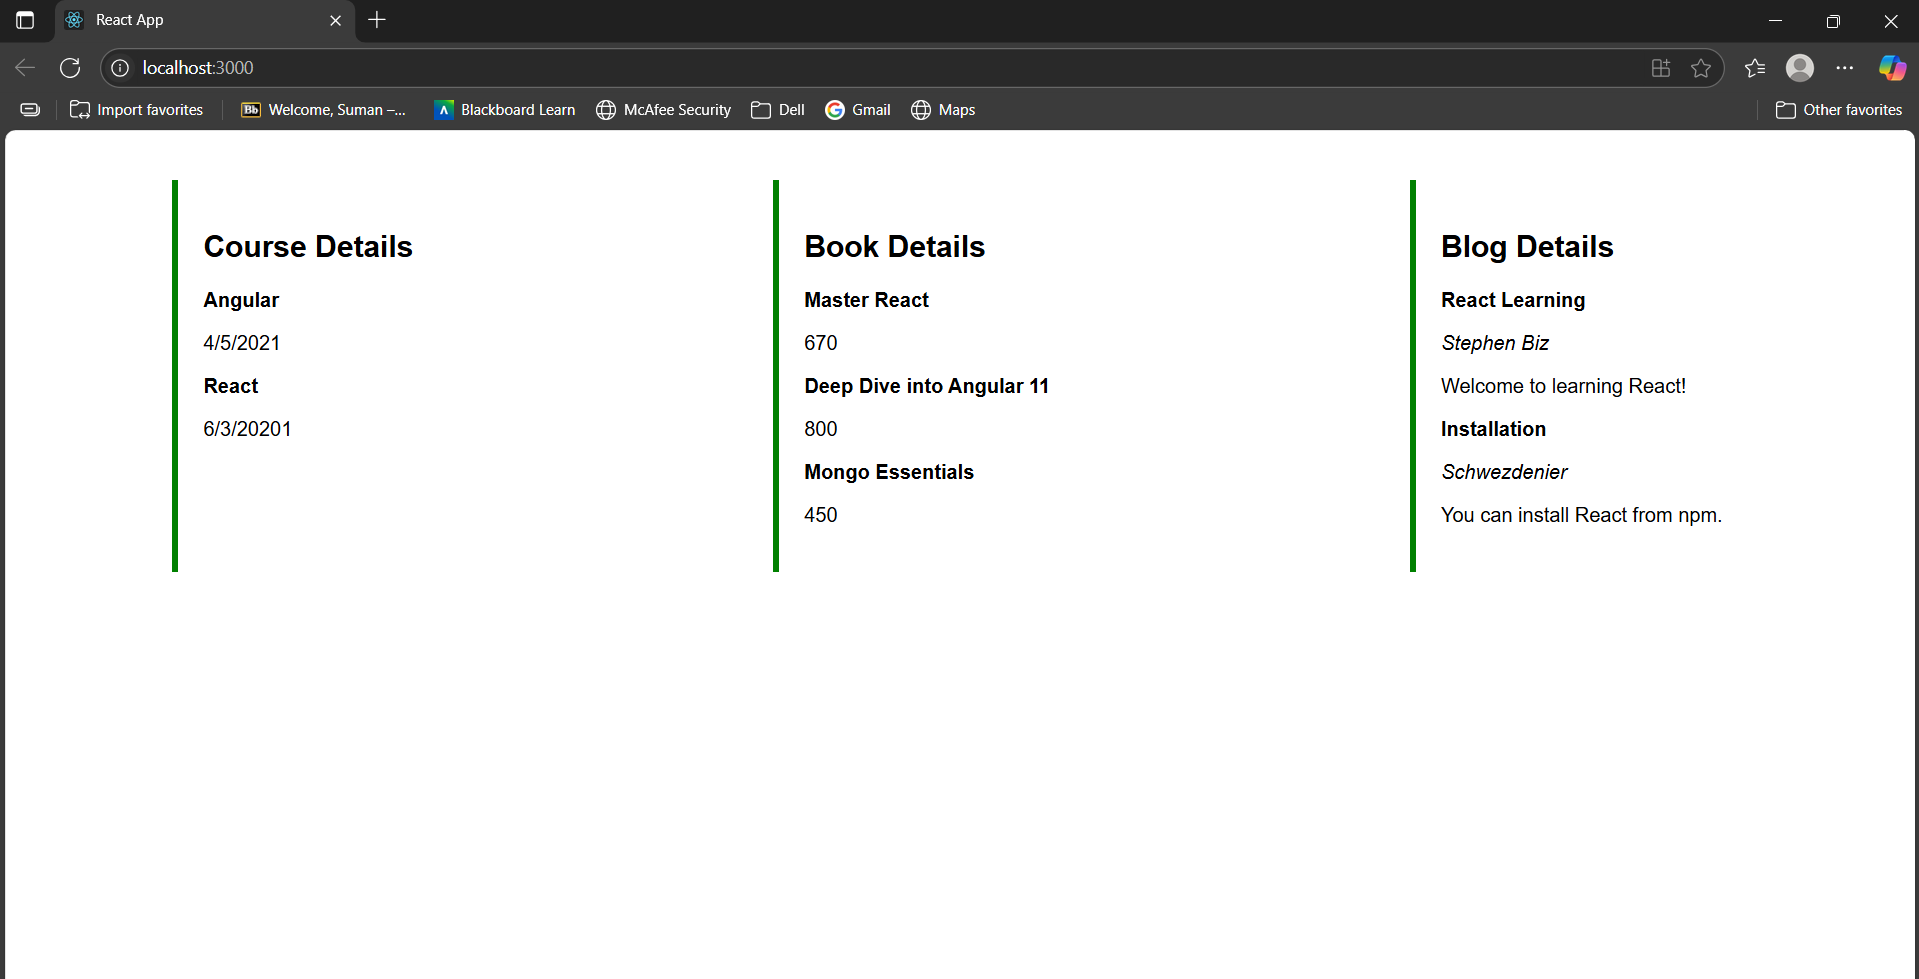 React App
localhost:3000
Import favorites
Bb Welcome, Suman –...
Blackboard Learn
McAfee Security
Dell
Gmail
Maps
Other favorites
Course Details
Angular
4/5/2021
React
6/3/20201
Book Details
Master React
670
Deep Dive into Angular 11
800
Mongo Essentials
450
Blog Details
React Learning
Stephen Biz
Welcome to learning React!
Installation
Schwezdenier
You can install React from npm.